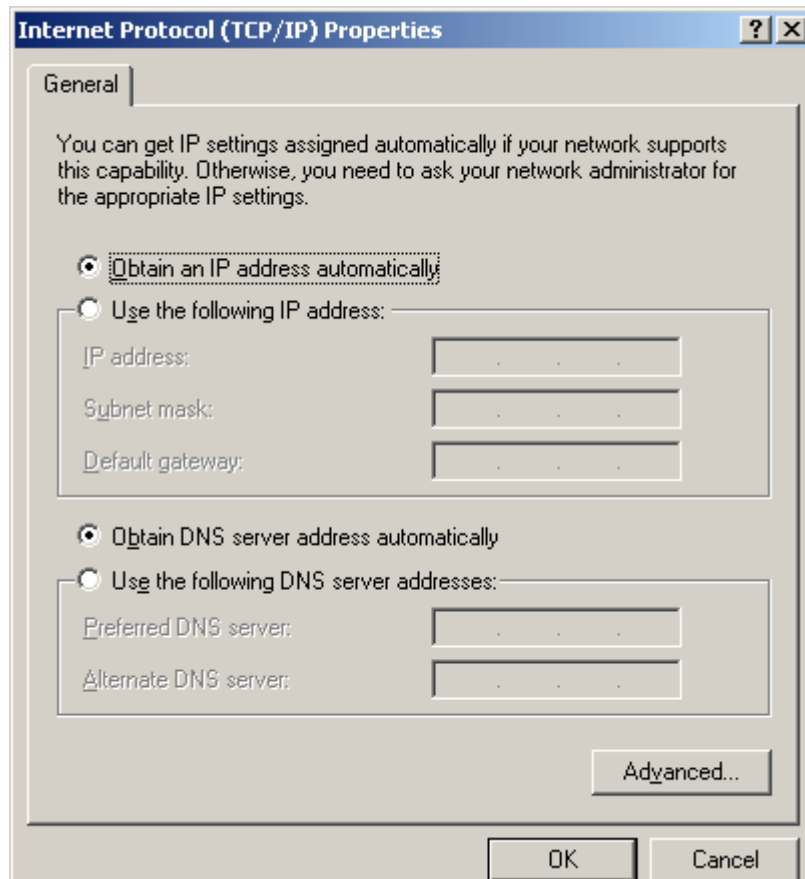 Internet Protocol (TCP/IP) Properties
General
You can get IP settings assigned automatically if your network supports
this capability. Otherwise, you need to ask your network administrator for
the appropriate IP settings.
Obtain an IP address automatically
Use the following IP address:
IP address:
Subnet mask:
Default gateway:
Obtain DNS server address automatically
Use the following DNS server addresses:
Preferred DNS server:
Alternate DNS server:
Advanced...
OK
Cancel